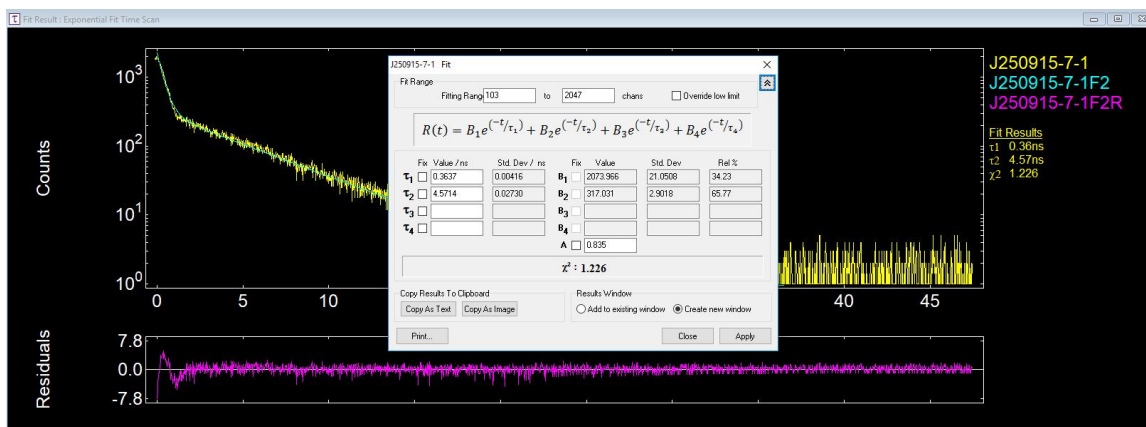 Fit Result : Exponential Fit Time Scan
J250915-7-1 Fit
Fit Range
Fitting Rang 103 to 2047 chans Override low limit
R(t) = B₁e^(-t/τ₁) + B₂e^(-t/τ₂) + B₃e^(-t/τ₃) + B₄e^(-t/τ₄)
Fix Value / ns Std. Dev / ns Fix Value Std. Dev Rel %
τ₁ 0.3637 0.00416 B₁ 2073.966 21.0508 34.23
τ₂ 4.5714 0.02730 B₂ 317.031 2.9018 65.77
τ₃ B₃
τ₄ B₄
A 0.835
χ² : 1.226
Copy Results To Clipboard
Copy As Text Copy As Image
Results Window
Add to existing window Create new window
Print... Close Apply
J250915-7-1
J250915-7-1F2
J250915-7-1F2R
Fit Results
τ1 0.36ns
τ2 4.57ns
χ2 1.226
Counts
10³
10²
10¹
10⁰
0 5 10 40 45
Residuals
7.8
0.0
-7.8